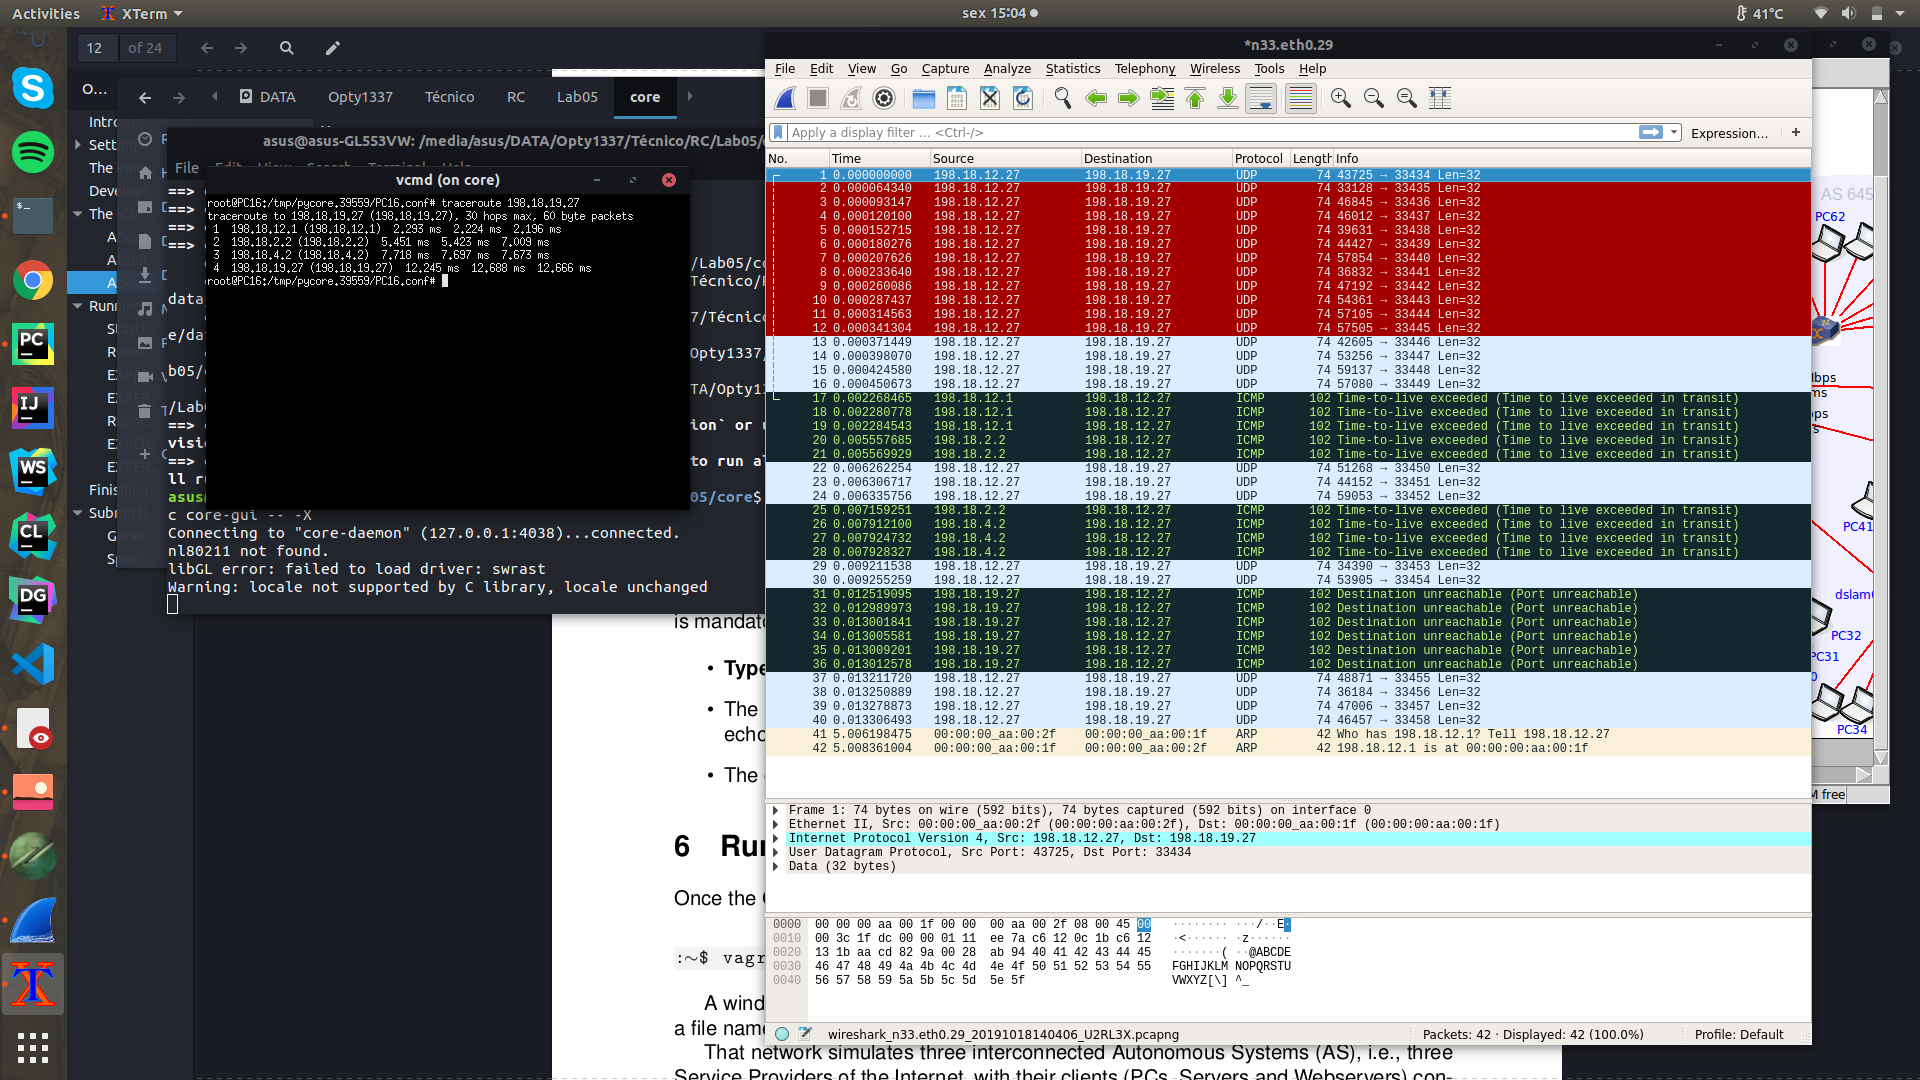 Activities XTerm sex 15:04 41°C
12 of 24
O...
Setti
The Pin
Develo
The
Runn
Finishin
Subm
DATA Opty1337 Técnico RC Lab05 core
asus@asus-GL553VW: /media/asus/DATA/Opty1337/Técnico/RC/Lab05/
File Edit View Search Terminal Help
vcmd (on core)
root@PC16:/tmp/pycore.39559/PC16.conf# traceroute 198.18.19.27
traceroute to 198.18.19.27 (198.18.19.27), 30 hops max, 60 byte packets
1 198.18.12.1 (198.18.12.1) 2.293 ms 2.224 ms 2.196 ms
2 198.18.2.2 (198.18.2.2) 5.451 ms 5.423 ms 7.009 ms
3 198.18.4.2 (198.18.4.2) 7.718 ms 7.697 ms 7.673 ms
4 198.18.19.27 (198.18.19.27) 12.245 ms 12.688 ms 12.666 ms
root@PC16:/tmp/pycore.39559/PC16.conf#
==>
==>
==>
==>
/Lab05/co
Técnico/
data
7/Técnic
e/da
Opty1337
b05/
TA/Opty1
/Lab
==> ion` or
visi
==> to run a
ll r
asus 05/core$
c core-gui -- -X
Connecting to "core-daemon" (127.0.0.1:4038)...connected.
nl80211 not found.
libGL error: failed to load driver: swrast
Warning: locale not supported by C library, locale unchanged
is manda
• Type
• The
echo
• The
6 Run
Once the
:~$ vagr
A wind
a file name
That network simulates three interconnected Autonomous Systems (AS), i.e., three
Service Providers of the Internet, with their clients (PCs, Servers and Webservers) con-
*n33.eth0.29
File Edit View Go Capture Analyze Statistics Telephony Wireless Tools Help
Apply a display filter ... <Ctrl-/> Expression... +
No. Time Source Destination Protocol Length Info
1 0.000000000 198.18.12.27 198.18.19.27 UDP 74 43725 → 33434 Len=32
2 0.000064340 198.18.12.27 198.18.19.27 UDP 74 33128 → 33435 Len=32
3 0.000093147 198.18.12.27 198.18.19.27 UDP 74 46845 → 33436 Len=32
4 0.000120100 198.18.12.27 198.18.19.27 UDP 74 46012 → 33437 Len=32
5 0.000152715 198.18.12.27 198.18.19.27 UDP 74 39631 → 33438 Len=32
6 0.000180276 198.18.12.27 198.18.19.27 UDP 74 44427 → 33439 Len=32
7 0.000207626 198.18.12.27 198.18.19.27 UDP 74 57854 → 33440 Len=32
8 0.000233640 198.18.12.27 198.18.19.27 UDP 74 36832 → 33441 Len=32
9 0.000260086 198.18.12.27 198.18.19.27 UDP 74 47192 → 33442 Len=32
10 0.000287437 198.18.12.27 198.18.19.27 UDP 74 54361 → 33443 Len=32
11 0.000314563 198.18.12.27 198.18.19.27 UDP 74 57105 → 33444 Len=32
12 0.000341304 198.18.12.27 198.18.19.27 UDP 74 57505 → 33445 Len=32
13 0.000371449 198.18.12.27 198.18.19.27 UDP 74 42605 → 33446 Len=32
14 0.000398070 198.18.12.27 198.18.19.27 UDP 74 53256 → 33447 Len=32
15 0.000424580 198.18.12.27 198.18.19.27 UDP 74 59137 → 33448 Len=32
16 0.000450673 198.18.12.27 198.18.19.27 UDP 74 57080 → 33449 Len=32
17 0.002268465 198.18.12.1 198.18.12.27 ICMP 102 Time-to-live exceeded (Time to live exceeded in transit)
18 0.002280778 198.18.12.1 198.18.12.27 ICMP 102 Time-to-live exceeded (Time to live exceeded in transit)
19 0.002284543 198.18.12.1 198.18.12.27 ICMP 102 Time-to-live exceeded (Time to live exceeded in transit)
20 0.005557685 198.18.2.2 198.18.12.27 ICMP 102 Time-to-live exceeded (Time to live exceeded in transit)
21 0.005569929 198.18.2.2 198.18.12.27 ICMP 102 Time-to-live exceeded (Time to live exceeded in transit)
22 0.006262254 198.18.12.27 198.18.19.27 UDP 74 51268 → 33450 Len=32
23 0.006306717 198.18.12.27 198.18.19.27 UDP 74 44152 → 33451 Len=32
24 0.006335756 198.18.12.27 198.18.19.27 UDP 74 59053 → 33452 Len=32
25 0.007159251 198.18.2.2 198.18.12.27 ICMP 102 Time-to-live exceeded (Time to live exceeded in transit)
26 0.007912100 198.18.4.2 198.18.12.27 ICMP 102 Time-to-live exceeded (Time to live exceeded in transit)
27 0.007924732 198.18.4.2 198.18.12.27 ICMP 102 Time-to-live exceeded (Time to live exceeded in transit)
28 0.007928327 198.18.4.2 198.18.12.27 ICMP 102 Time-to-live exceeded (Time to live exceeded in transit)
29 0.009211538 198.18.12.27 198.18.19.27 UDP 74 34390 → 33453 Len=32
30 0.009255259 198.18.12.27 198.18.19.27 UDP 74 53905 → 33454 Len=32
31 0.012519095 198.18.19.27 198.18.12.27 ICMP 102 Destination unreachable (Port unreachable)
32 0.012989973 198.18.19.27 198.18.12.27 ICMP 102 Destination unreachable (Port unreachable)
33 0.013001841 198.18.19.27 198.18.12.27 ICMP 102 Destination unreachable (Port unreachable)
34 0.013005581 198.18.19.27 198.18.12.27 ICMP 102 Destination unreachable (Port unreachable)
35 0.013009201 198.18.19.27 198.18.12.27 ICMP 102 Destination unreachable (Port unreachable)
36 0.013012578 198.18.19.27 198.18.12.27 ICMP 102 Destination unreachable (Port unreachable)
37 0.013211720 198.18.12.27 198.18.19.27 UDP 74 48871 → 33455 Len=32
38 0.013250889 198.18.12.27 198.18.19.27 UDP 74 36184 → 33456 Len=32
39 0.013278873 198.18.12.27 198.18.19.27 UDP 74 47006 → 33457 Len=32
40 0.013306493 198.18.12.27 198.18.19.27 UDP 74 46457 → 33458 Len=32
41 5.006198475 00:00:00_aa:00:2f 00:00:00_aa:00:1f ARP 42 Who has 198.18.12.1? Tell 198.18.12.27
42 5.008361004 00:00:00_aa:00:1f 00:00:00_aa:00:2f ARP 42 198.18.12.1 is at 00:00:00:aa:00:1f
Frame 1: 74 bytes on wire (592 bits), 74 bytes captured (592 bits) on interface 0
Ethernet II, Src: 00:00:00_aa:00:2f (00:00:00:aa:00:2f), Dst: 00:00:00_aa:00:1f (00:00:00:aa:00:1f)
Internet Protocol Version 4, Src: 198.18.12.27, Dst: 198.18.19.27
User Datagram Protocol, Src Port: 43725, Dst Port: 33434
Data (32 bytes)
0000 00 00 00 aa 00 1f 00 00 00 aa 00 2f 08 00 45 00 ········ ···/··E·
0010 00 3c 1f dc 00 00 01 11 ee 7a c6 12 0c 1b c6 12 ·<······ ·z······
0020 13 1b aa cd 82 9a 00 28 ab 94 40 41 42 43 44 45 ·······( ··@ABCDE
0030 46 47 48 49 4a 4b 4c 4d 4e 4f 50 51 52 53 54 55 FGHIJKLM NOPQRSTU
0040 56 57 58 59 5a 5b 5c 5d 5e 5f VWXYZ[\] ^_
wireshark_n33.eth0.29_20191018140406_U2RL3X.pcapng Packets: 42 · Displayed: 42 (100.0%) Profile: Default
AS 645
PC62
bps
ms
ps
s
PC41
dslam
PC32
PC31
0
PC34
M free
PC
IJ
WS
CL
DG